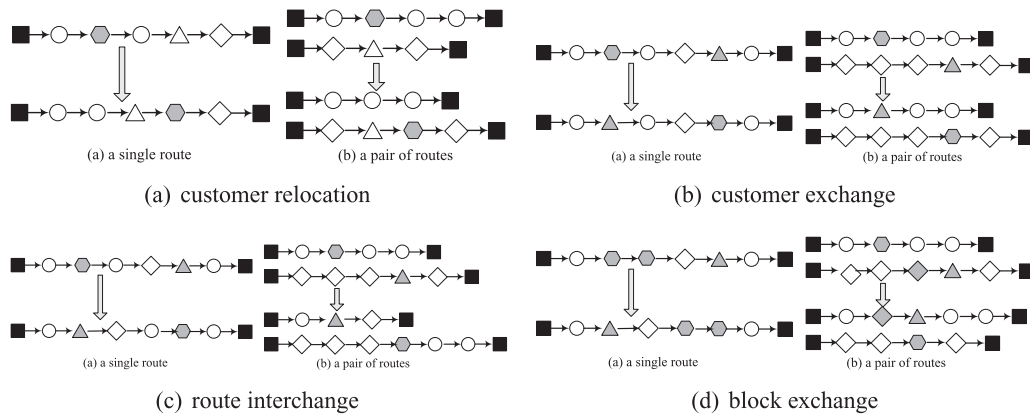 (a) a single route
(b) a pair of routes
(a) customer relocation
(a) a single route
(b) a pair of routes
(b) customer exchange
(a) a single route
(b) a pair of routes
(c) route interchange
(a) a single route
(b) a pair of routes
(d) block exchange